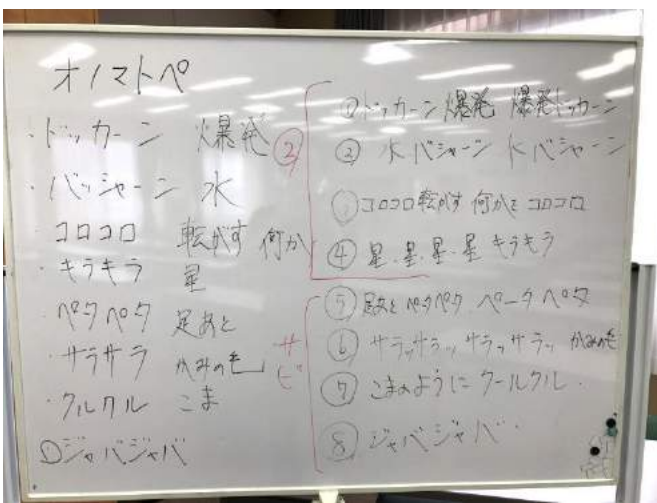 オノマトペ
・ドッカーン 爆発
・バッシャーン 水
・コロコロ 転がす 何か
・キラキラ 星
・ペタペタ 足あと
・サラサラ かみの毛
・クルクル こま
ジャバジャバ
②
サビ
①ドッカーン 爆発 爆発ドッカーン
② 水バシャーン 水バシャーン
③コロコロ転がす 何かを コロコロ
④ 星・星・星・星 キラキラ
⑤ 足あと ペタペタ ペータペタ
⑥ サラッサラッ サラッサラッ かみの毛
⑦ こまのように クールクル・
⑧ ジャバジャバ・